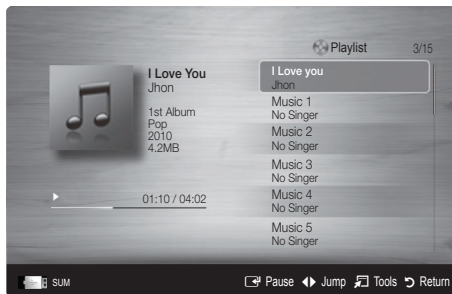 Playlist 3/15
I Love You
Jhon
1st Album
Pop
2010
4.2MB
01:10 / 04:02
I Love you
Jhon
Music 1
No Singer
Music 2
No Singer
Music 3
No Singer
Music 4
No Singer
Music 5
No Singer
SUM Pause Jump Tools Return